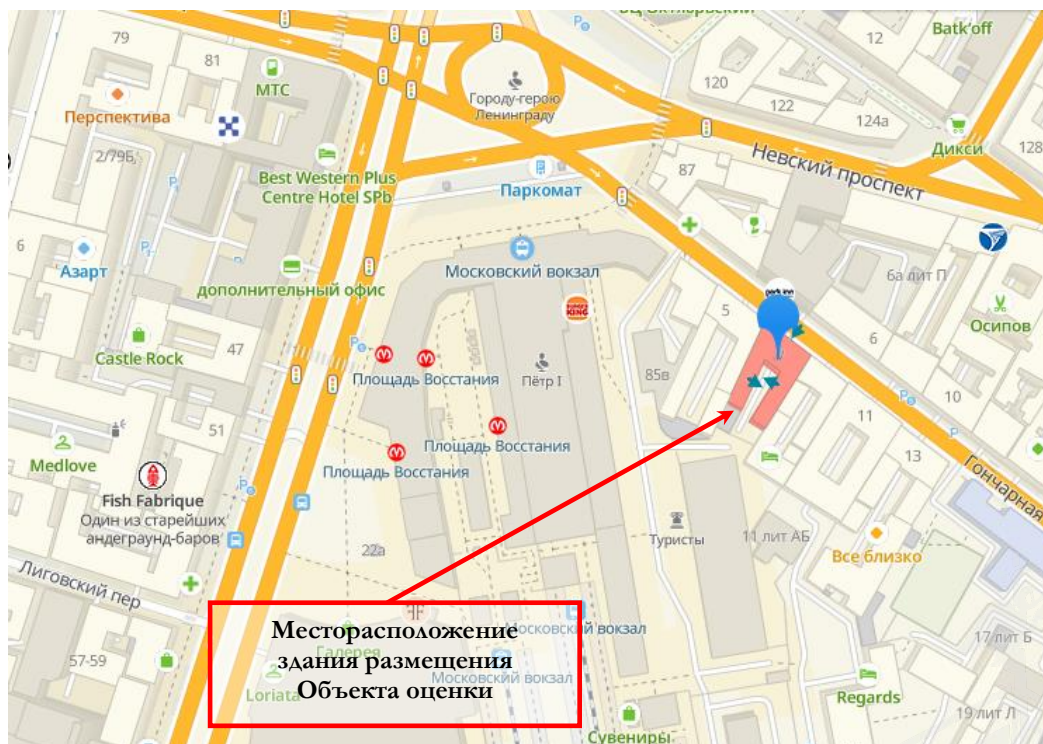 79
81
МТС
Перспектива
2/79Б
Best Western Plus
Centre Hotel SPb
6
Азарт
дополнительный офис
Castle Rock
47
51
Medlove
Fish Fabrique
Один из старейших
андеграунд-баров
Лиговский пер
57-59
Городу-герою
Ленинграду
Паркомат
Московский вокзал
BURGER
KING
Пётр I
Площадь Восстания
Площадь Восстания
Площадь Восстания
22а
12
Batk'off
120
122
124а
Дикси
128
Невский проспект
87
park inn
6а лит П
Осипов
5
6
85в
10
11
13
Гончарная
Туристы
11 лит АБ
Все близко
17 лит Б
Regards
19 лит Л
Сувениры
Месторасположение
здания размещения
Объекта оценки
Галерея
Loriata
Московский вокзал
Московский вокзал